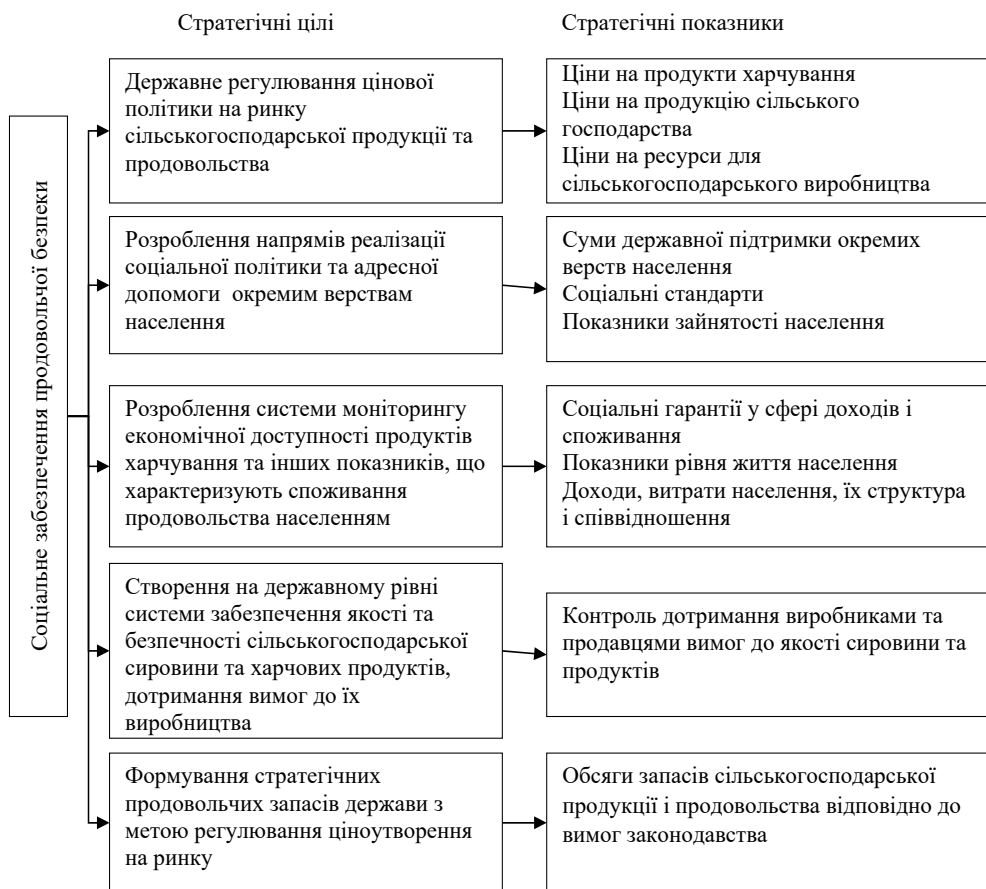 Стратегічні цілі
Стратегічні показники
Соціальне забезпечення продовольчої безпеки
Державне регулювання цінової
політики на ринку
сільськогосподарської продукції та
продовольства
Ціни на продукти харчування
Ціни на продукцію сільського
господарства
Ціни на ресурси для
сільськогосподарського виробництва
Розроблення напрямів реалізації
соціальної політики та адресної
допомоги окремим верствам
населення
Суми державної підтримки окремих
верств населення
Соціальні стандарти
Показники зайнятості населення
Розроблення системи моніторингу
економічної доступності продуктів
харчування та інших показників, що
характеризують споживання
продовольства населенням
Соціальні гарантії у сфері доходів і
споживання
Показники рівня життя населення
Доходи, витрати населення, їх структура
і співвідношення
Створення на державному рівні
системи забезпечення якості та
безпечності сільськогосподарської
сировини та харчових продуктів,
дотримання вимог до їх
виробництва
Контроль дотримання виробниками та
продавцями вимог до якості сировини та
продуктів
Формування стратегічних
продовольчих запасів держави з
метою регулювання ціноутворення
на ринку
Обсяги запасів сільськогосподарської
продукції і продовольства відповідно до
вимог законодавства